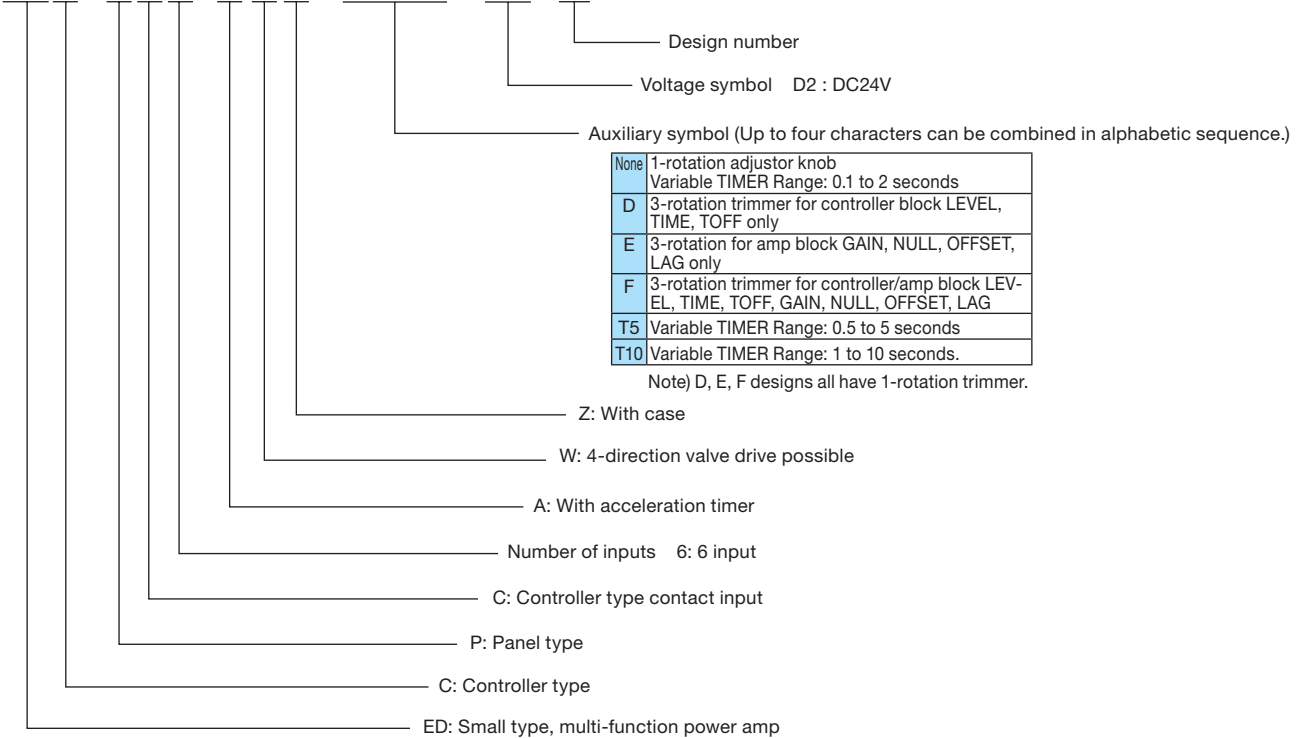 Design number
Voltage symbol D2 : DC24V
Auxiliary symbol (Up to four characters can be combined in alphabetic sequence.)
None 1-rotation adjustor knob
Variable TIMER Range: 0.1 to 2 seconds
D 3-rotation trimmer for controller block LEVEL,
TIME, TOFF only
E 3-rotation for amp block GAIN, NULL, OFFSET,
LAG only
F 3-rotation trimmer for controller/amp block LEV-
EL, TIME, TOFF, GAIN, NULL, OFFSET, LAG
T5 Variable TIMER Range: 0.5 to 5 seconds
T10 Variable TIMER Range: 1 to 10 seconds.
Note) D, E, F designs all have 1-rotation trimmer.
Z: With case
W: 4-direction valve drive possible
A: With acceleration timer
Number of inputs 6: 6 input
C: Controller type contact input
P: Panel type
C: Controller type
ED: Small type, multi-function power amp